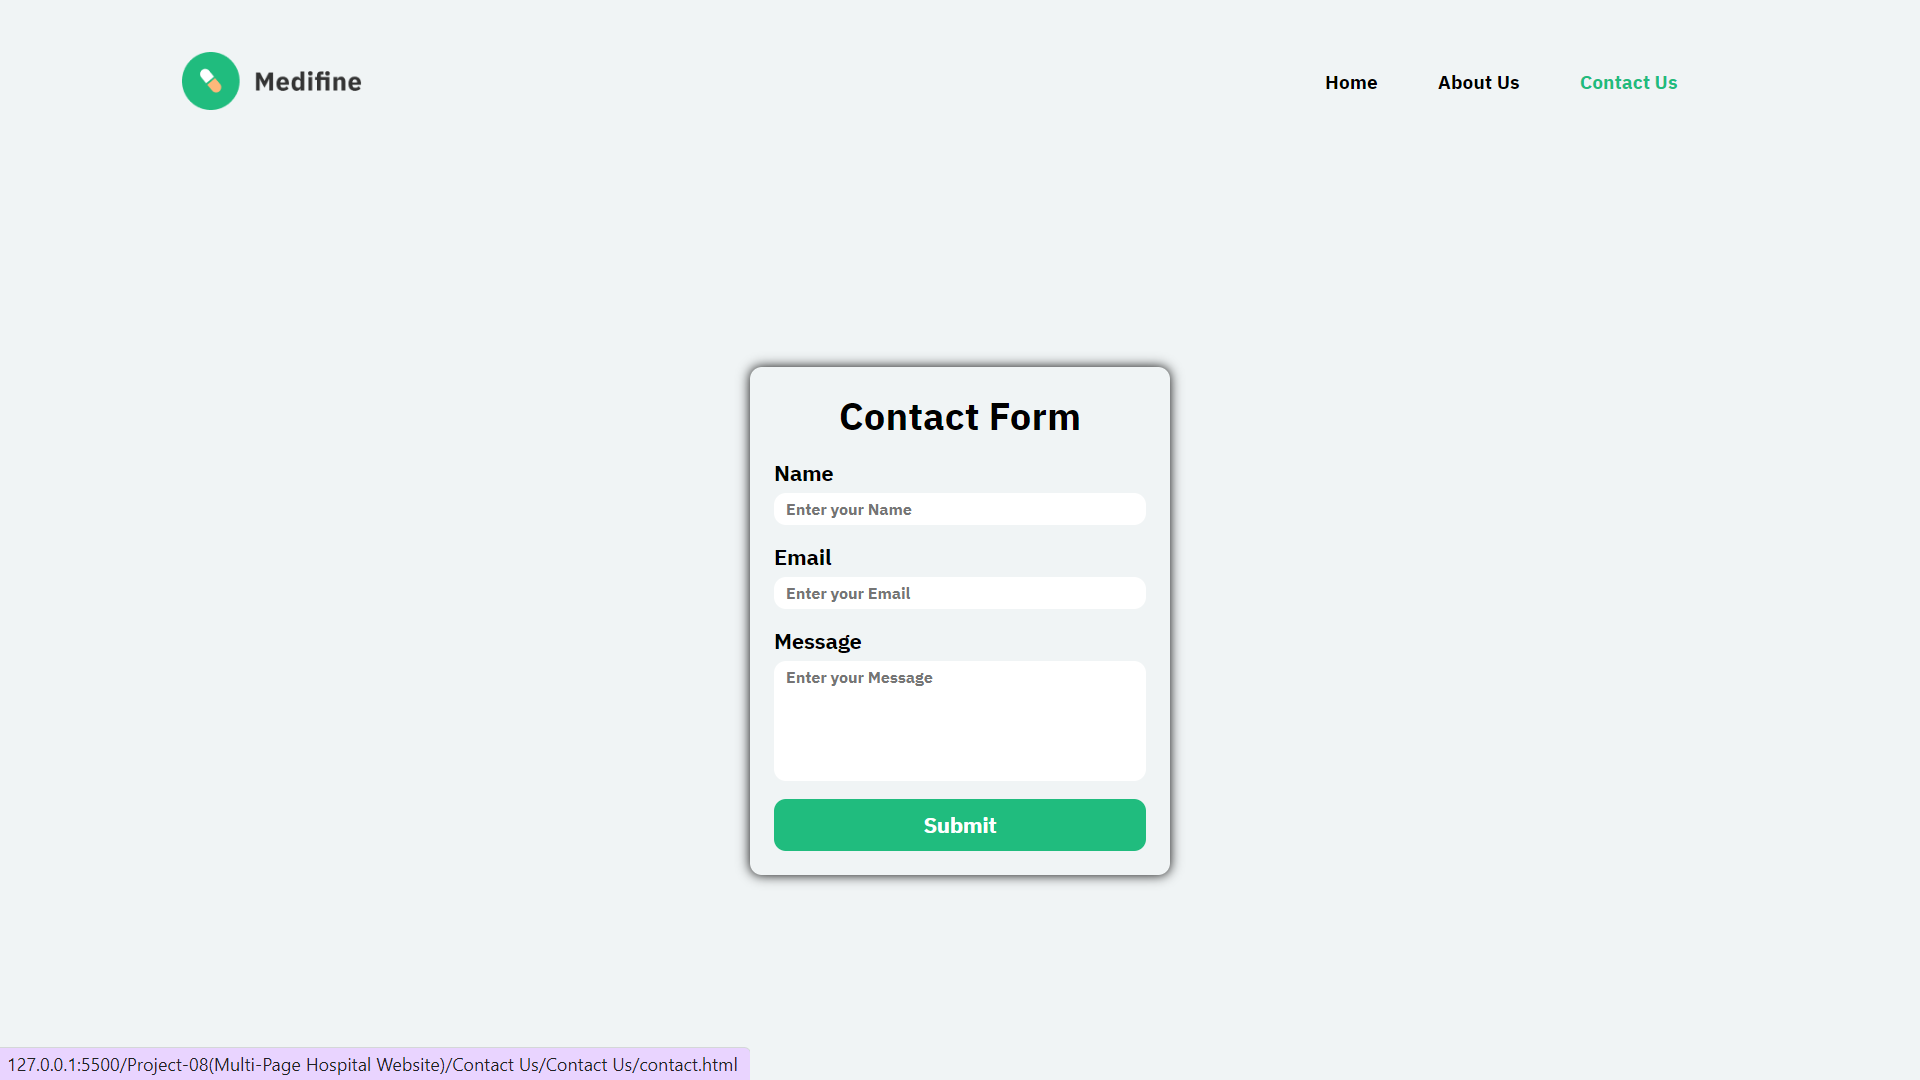 Medifine
Home About Us Contact Us
Contact Form
Name
Enter your Name
Email
Enter your Email
Message
Enter your Message
Submit
127.0.0.1:5500/Project-08(Multi-Page Hospital Website)/Contact Us/Contact Us/contact.html